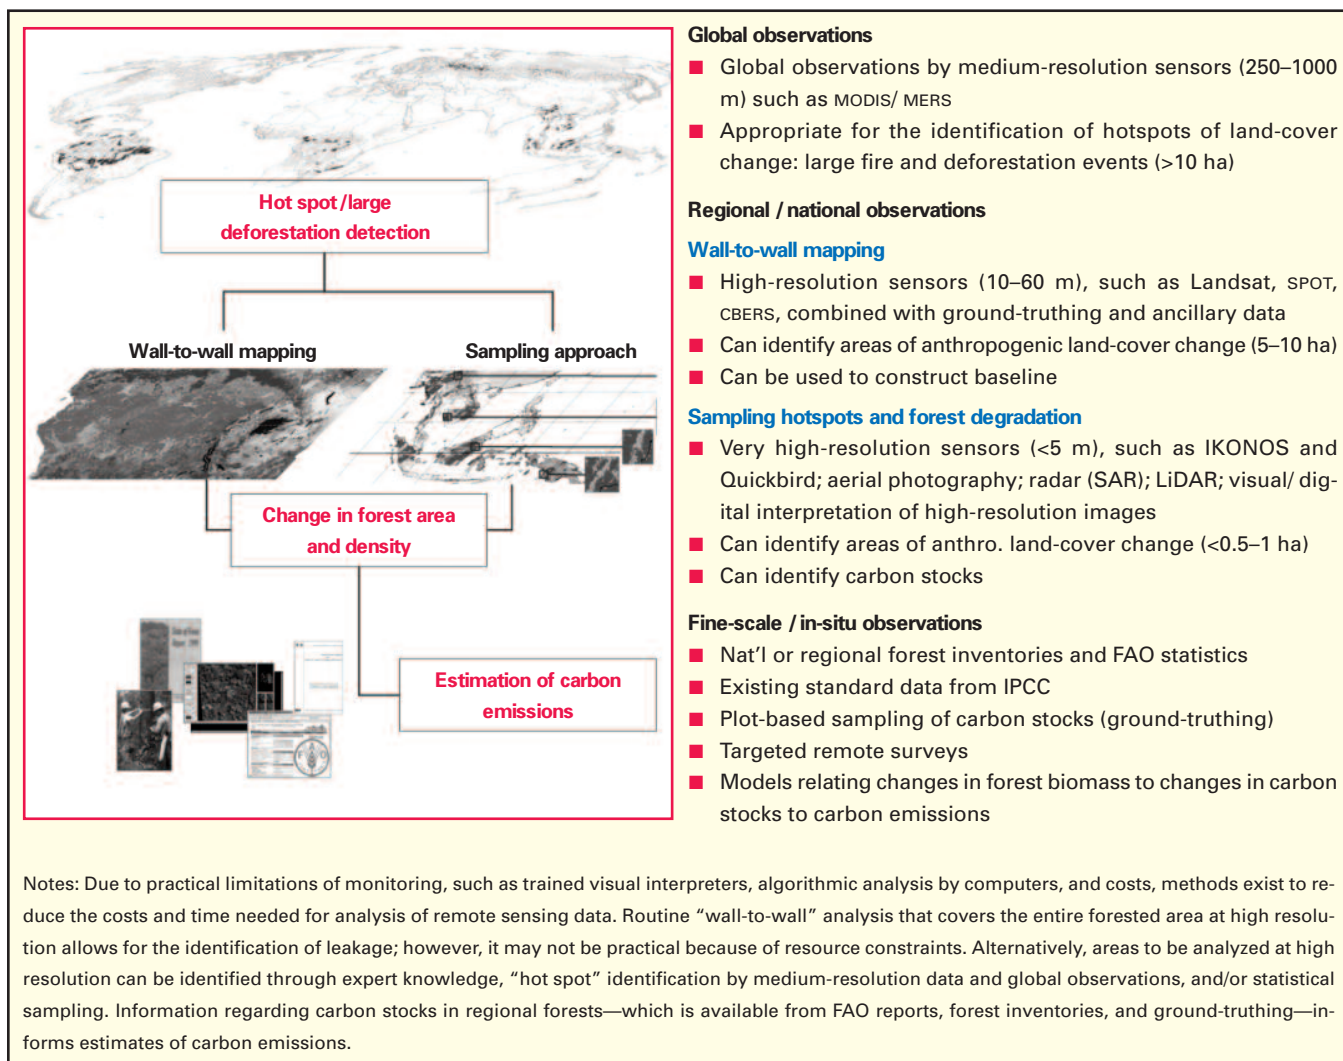 Hot spot/large
deforestation detection
Wall-to-wall mapping
Sampling approach
Change in forest area
and density
Estimation of carbon
emissions
Global observations
■ Global observations by medium-resolution sensors (250–1000
m) such as MODIS/ MERS
■ Appropriate for the identification of hotspots of land-cover
change: large fire and deforestation events (>10 ha)
Regional / national observations
Wall-to-wall mapping
■ High-resolution sensors (10–60 m), such as Landsat, SPOT,
CBERS, combined with ground-truthing and ancillary data
■ Can identify areas of anthropogenic land-cover change (5–10 ha)
■ Can be used to construct baseline
Sampling hotspots and forest degradation
■ Very high-resolution sensors (<5 m), such as IKONOS and
Quickbird; aerial photography; radar (SAR); LiDAR; visual/ dig-
ital interpretation of high-resolution images
■ Can identify areas of anthro. land-cover change (<0.5–1 ha)
■ Can identify carbon stocks
Fine-scale / in-situ observations
■ Nat’l or regional forest inventories and FAO statistics
■ Existing standard data from IPCC
■ Plot-based sampling of carbon stocks (ground-truthing)
■ Targeted remote surveys
■ Models relating changes in forest biomass to changes in carbon
stocks to carbon emissions
Notes: Due to practical limitations of monitoring, such as trained visual interpreters, algorithmic analysis by computers, and costs, methods exist to re-
duce the costs and time needed for analysis of remote sensing data. Routine “wall-to-wall” analysis that covers the entire forested area at high resolu-
tion allows for the identification of leakage; however, it may not be practical because of resource constraints. Alternatively, areas to be analyzed at high
resolution can be identified through expert knowledge, “hot spot” identification by medium-resolution data and global observations, and/or statistical
sampling. Information regarding carbon stocks in regional forests—which is available from FAO reports, forest inventories, and ground-truthing—in-
forms estimates of carbon emissions.